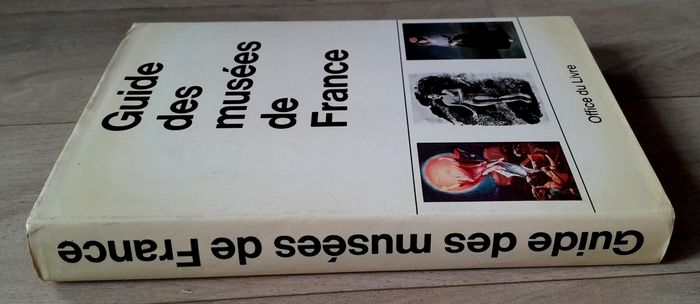 Guide
des
musées
de
France
Office du Livre
Guide des musées de France